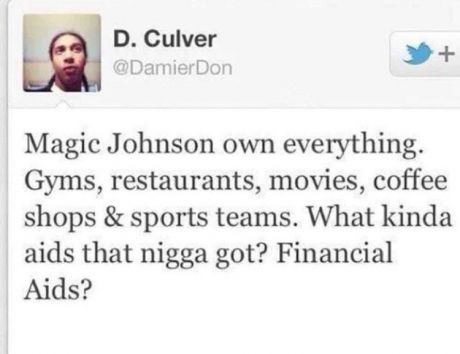 D. Culver
@DamierDon
+
Magic Johnson own everything.
Gyms, restaurants, movies, coffee
shops & sports teams. What kinda
aids that nigga got? Financial
Aids?